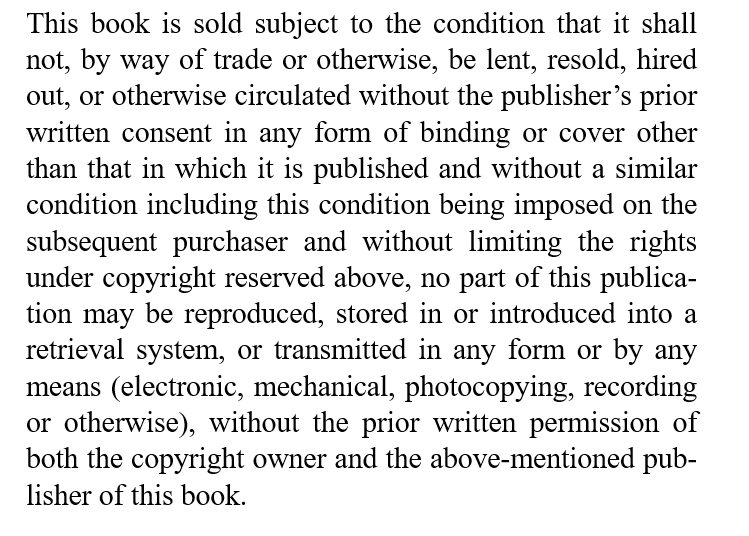 This book is sold subject to the condition that it shall
not, by way of trade or otherwise, be lent, resold, hired
out, or otherwise circulated without the publisher’s prior
written consent in any form of binding or cover other
than that in which it is published and without a similar
condition including this condition being imposed on the
subsequent purchaser and without limiting the rights
under copyright reserved above, no part of this publica-
tion may be reproduced, stored in or introduced into a
retrieval system, or transmitted in any form or by any
means (electronic, mechanical, photocopying, recording
or otherwise), without the prior written permission of
both the copyright owner and the above-mentioned pub-
lisher of this book.